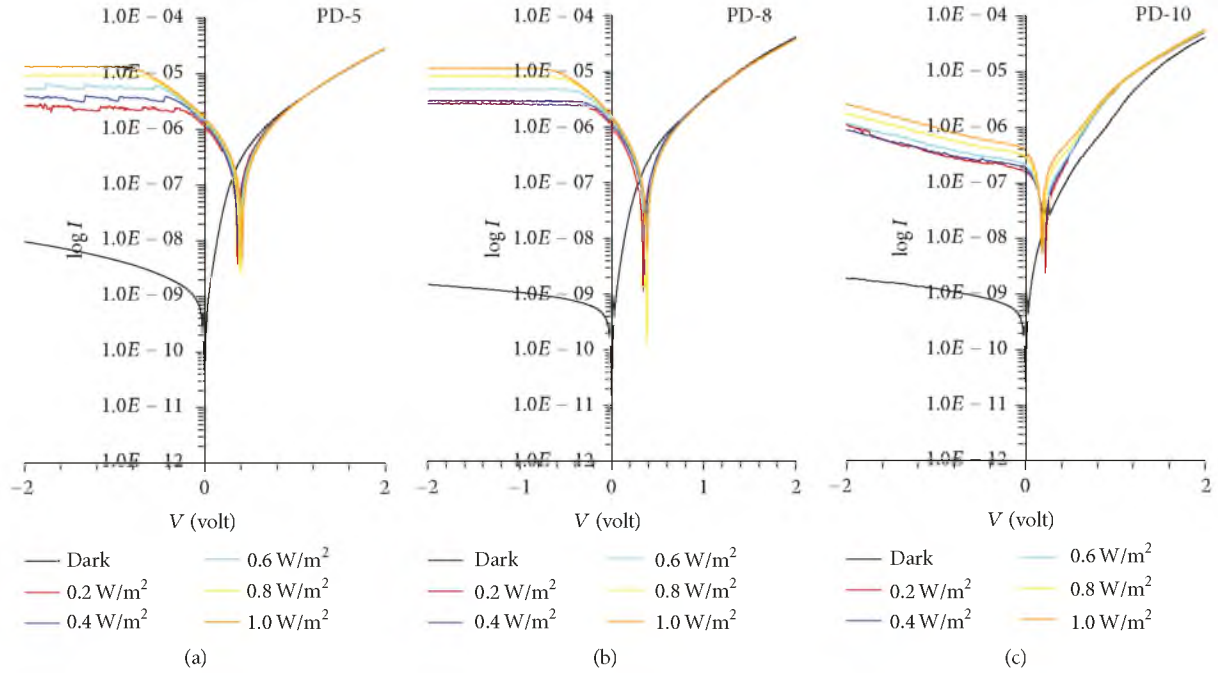 PD-5
1.0E − 04
1.0E − 05
1.0E − 06
1.0E − 07
1.0E − 08
1.0E − 09
1.0E − 10
1.0E − 11
1.0E − 12
log I
−2
0
2
V (volt)
Dark
0.2 W/m²
0.4 W/m²
0.6 W/m²
0.8 W/m²
1.0 W/m²
(a)
PD-8
1.0E − 04
1.0E − 05
1.0E − 06
1.0E − 07
1.0E − 08
1.0E − 09
1.0E − 10
1.0E − 11
1.0E − 12
log I
−2
−1
0
1
2
V (volt)
Dark
0.2 W/m²
0.4 W/m²
0.6 W/m²
0.8 W/m²
1.0 W/m²
(b)
PD-10
1.0E − 04
1.0E − 05
1.0E − 06
1.0E − 07
1.0E − 08
1.0E − 09
1.0E − 10
1.0E − 11
1.0E − 12
log I
−2
0
2
V (volt)
Dark
0.2 W/m²
0.4 W/m²
0.6 W/m²
0.8 W/m²
1.0 W/m²
(c)